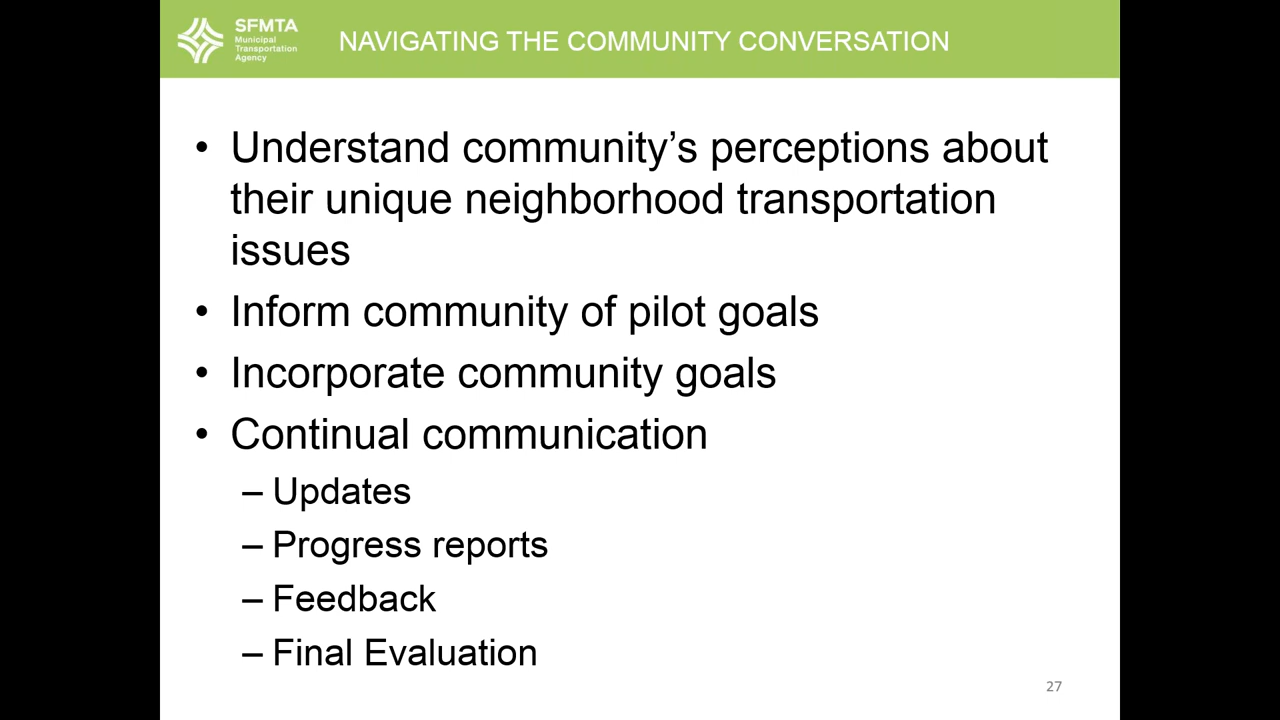 SFMTA
Municipal
Transportation
Agency
NAVIGATING THE COMMUNITY CONVERSATION
• Understand community’s perceptions about
their unique neighborhood transportation
issues
• Inform community of pilot goals
• Incorporate community goals
• Continual communication
– Updates
– Progress reports
– Feedback
– Final Evaluation
27